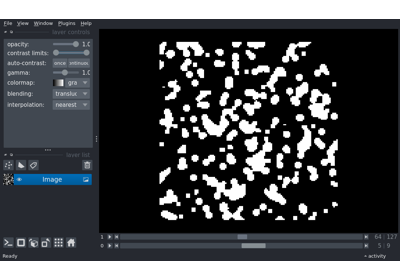 File View Window Plugins Help
layer controls
opacity: 1.0
contrast limits:
auto-contrast: once continuous
gamma: 1.0
colormap: gra
blending: transluc
interpolation: nearest
layer list
Image
1 64 127
0 5 9
Ready activity